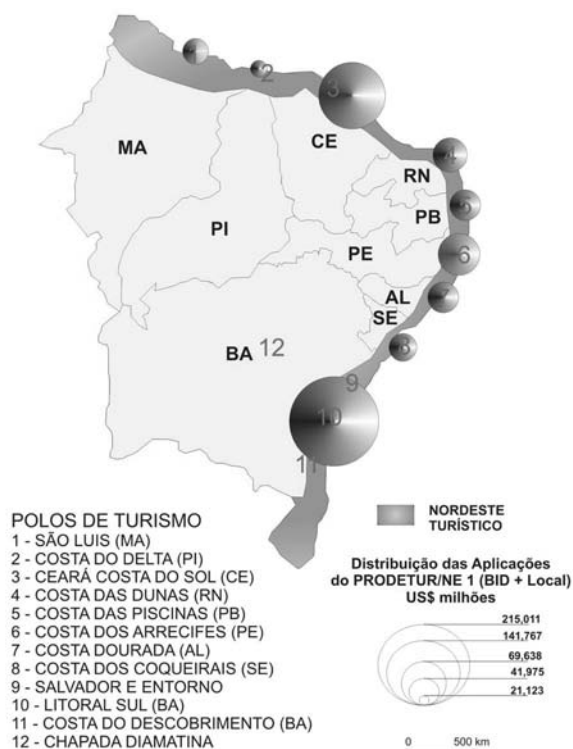 1
2
3
4
5
6
7
8
9
10
11
12
MA
CE
RN
PB
PI
PE
AL
SE
BA
POLOS DE TURISMO
1 - SÃO LUIS (MA)
2 - COSTA DO DELTA (PI)
3 - CEARÁ COSTA DO SOL (CE)
4 - COSTA DAS DUNAS (RN)
5 - COSTA DAS PISCINAS (PB)
6 - COSTA DOS ARRECIFES (PE)
7 - COSTA DOURADA (AL)
8 - COSTA DOS COQUEIRAIS (SE)
9 - SALVADOR E ENTORNO
10 - LITORAL SUL (BA)
11 - COSTA DO DESCOBRIMENTO (BA)
12 - CHAPADA DIAMATINA
NORDESTE
TURÍSTICO
Distribuição das Aplicações
do PRODETUR/NE 1 (BID + Local)
US$ milhões
215,011
141,767
69,638
41,975
21,123
0 500 km